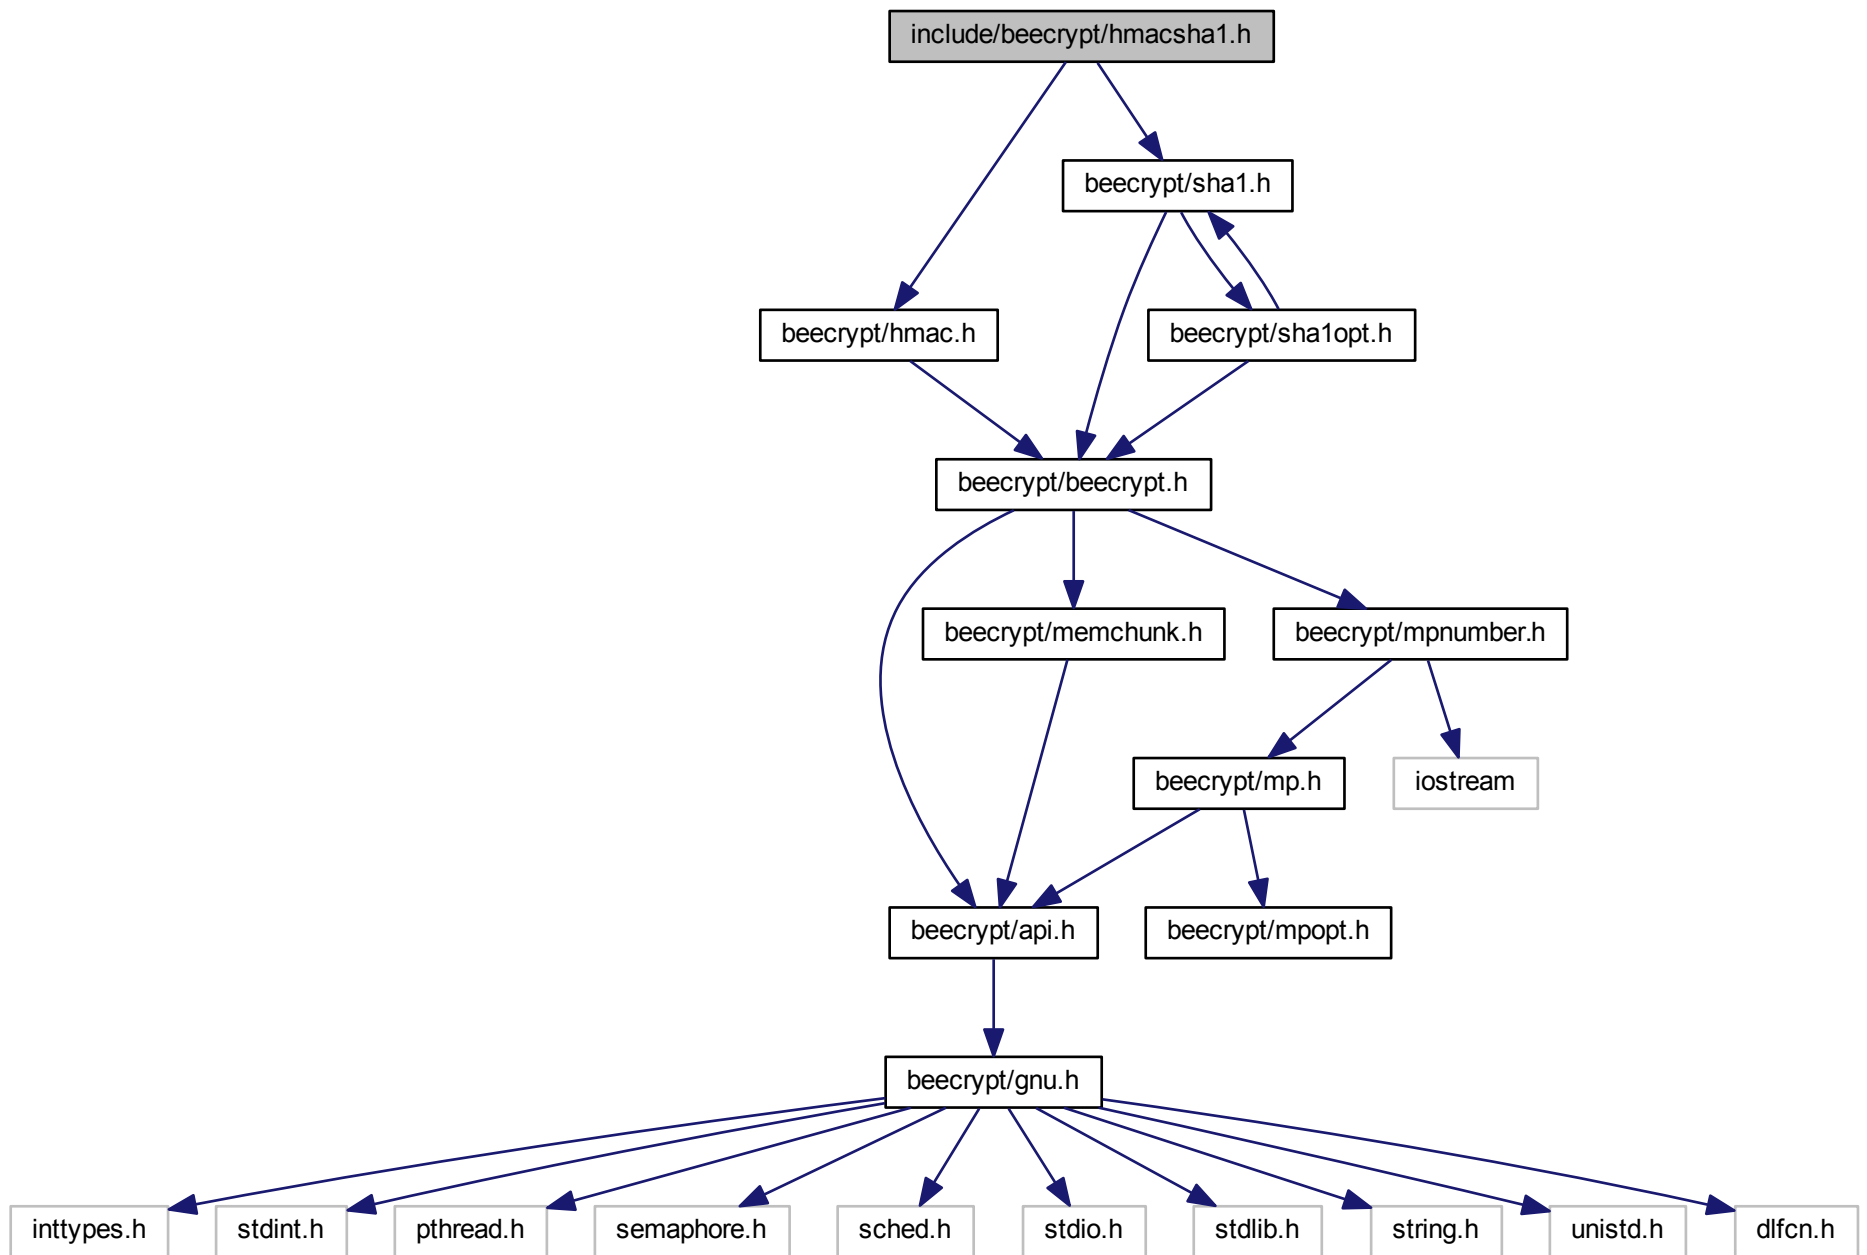 include/beecrypt/hmacsha1.h
beecrypt/sha1.h
beecrypt/hmac.h
beecrypt/sha1opt.h
beecrypt/beecrypt.h
beecrypt/memchunk.h
beecrypt/mpnumber.h
beecrypt/mp.h
iostream
beecrypt/api.h
beecrypt/mpopt.h
beecrypt/gnu.h
inttypes.h
stdint.h
pthread.h
semaphore.h
sched.h
stdio.h
stdlib.h
string.h
unistd.h
dlfcn.h